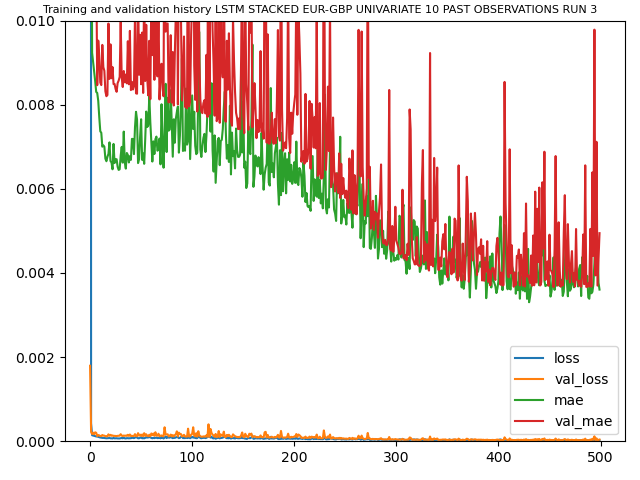 Training and validation history LSTM STACKED EUR-GBP UNIVARIATE 10 PAST OBSERVATIONS RUN 3
0.010
0.008
0.006
0.004
0.002
0.000
0 100 200 300 400 500
loss
val_loss
mae
val_mae